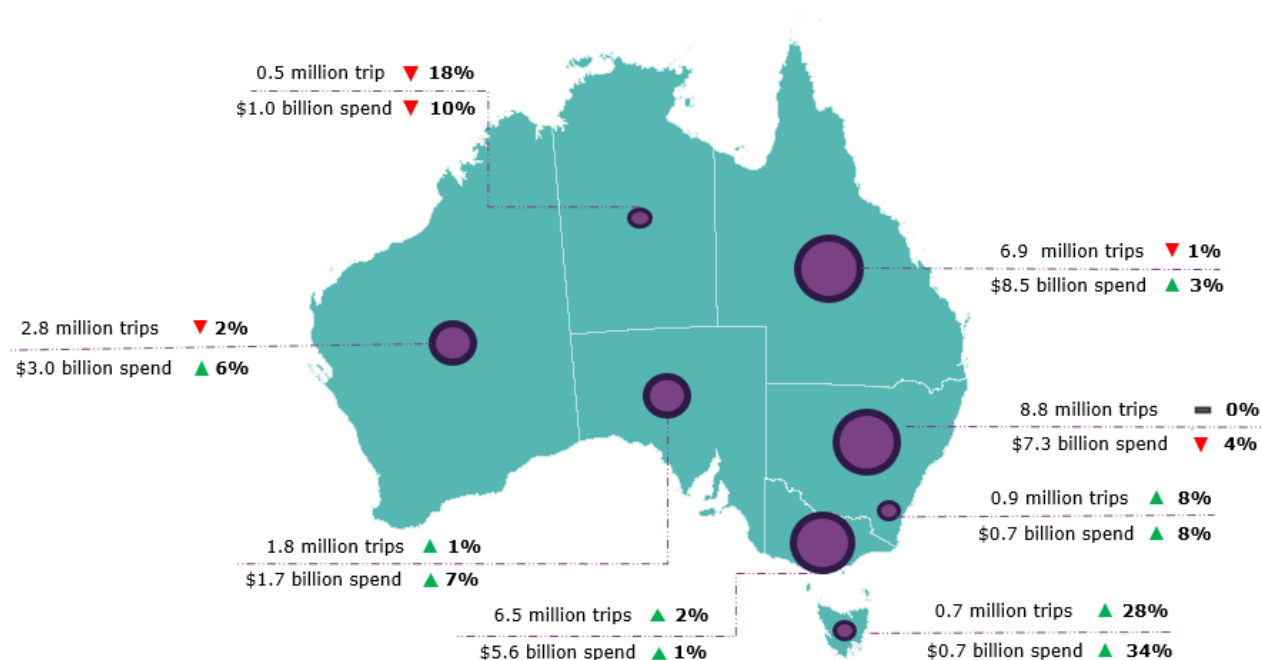 0.5 million trip 18%
$1.0 billion spend 10%
6.9 million trips 1%
$8.5 billion spend 3%
2.8 million trips 2%
$3.0 billion spend 6%
8.8 million trips 0%
$7.3 billion spend 4%
0.9 million trips 8%
$0.7 billion spend 8%
1.8 million trips 1%
$1.7 billion spend 7%
6.5 million trips 2%
$5.6 billion spend 1%
0.7 million trips 28%
$0.7 billion spend 34%